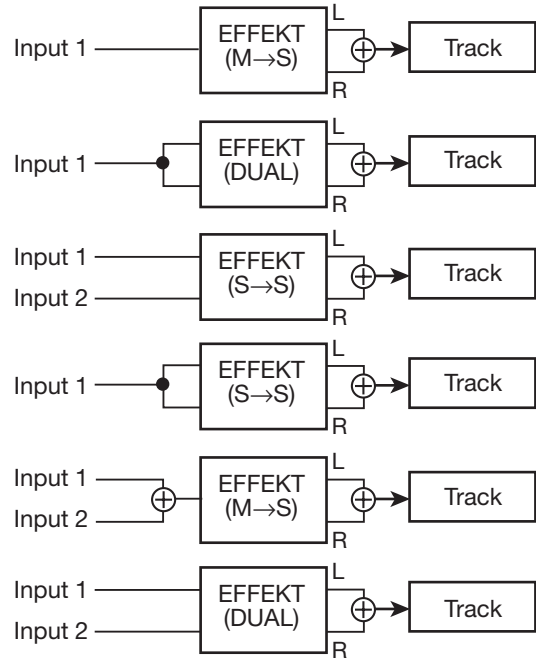 L
Input 1
EFFEKT
(M→S)
Track
R
L
Input 1
EFFEKT
(DUAL)
Track
R
L
Input 1
Input 2
EFFEKT
(S→S)
Track
R
L
Input 1
EFFEKT
(S→S)
Track
R
L
Input 1
Input 2
EFFEKT
(M→S)
Track
R
L
Input 1
Input 2
EFFEKT
(DUAL)
Track
R